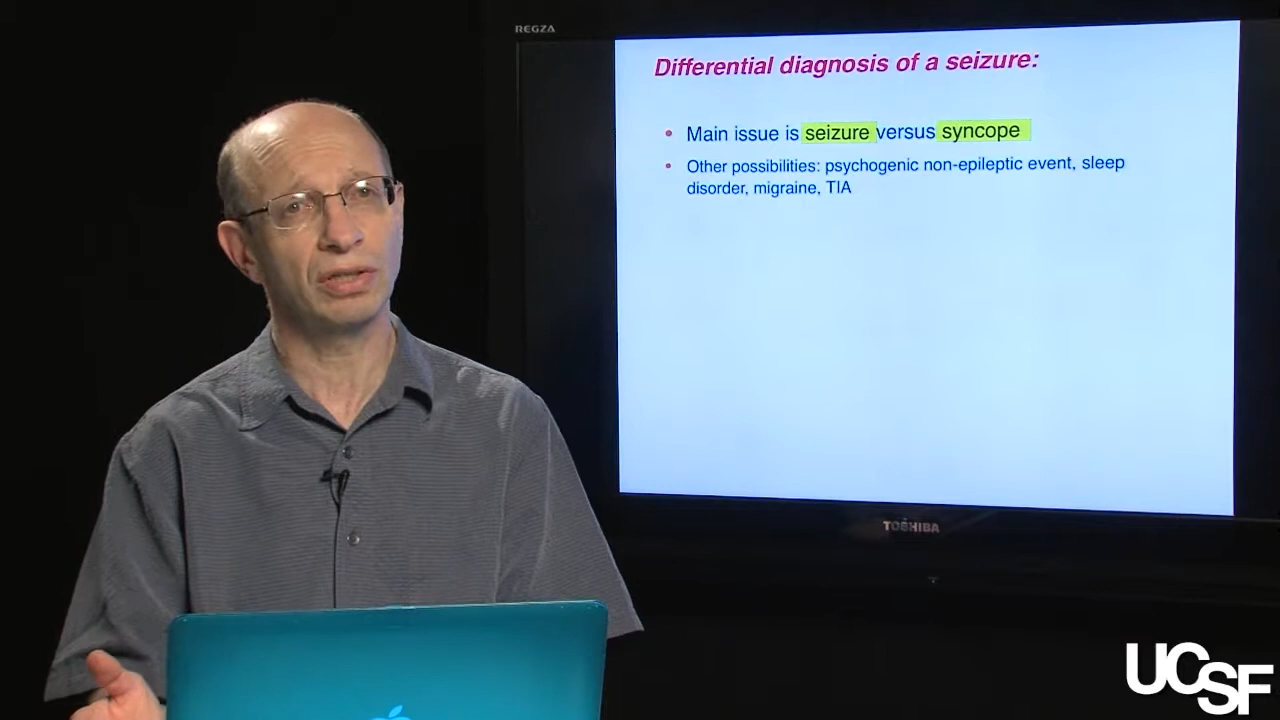 REGZA
Differential diagnosis of a seizure:
• Main issue is seizure versus syncope
• Other possibilities: psychogenic non-epileptic event, sleep
disorder, migraine, TIA
TOSHIBA
UCSF